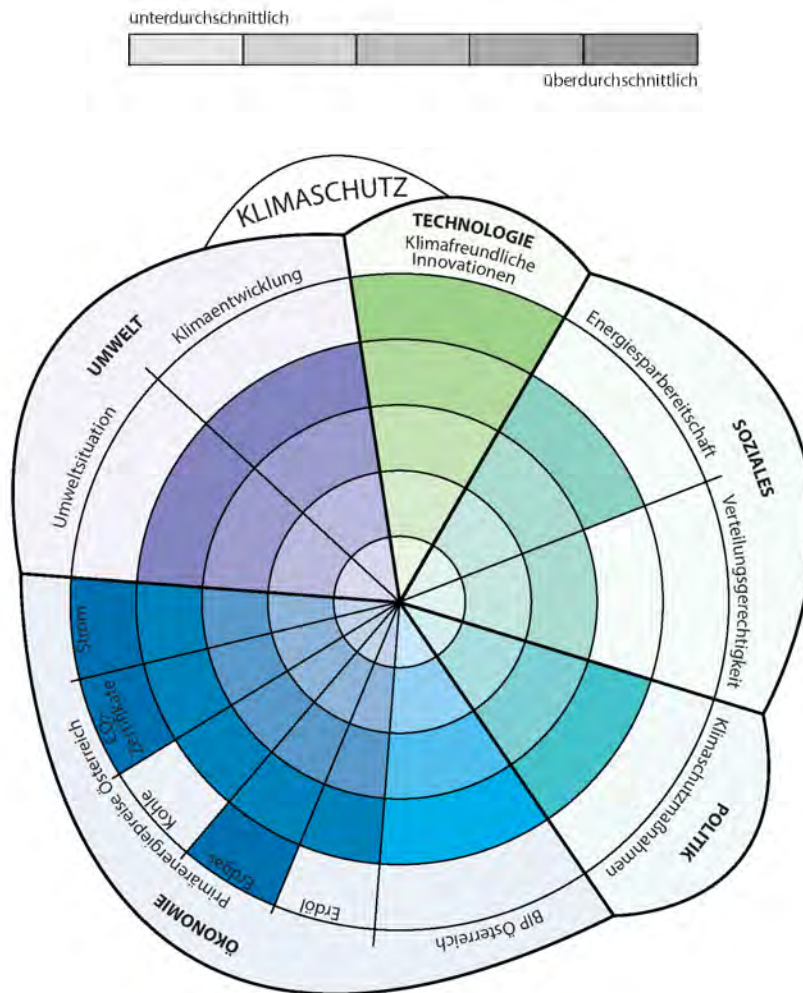 unterdurchschnittlich
überdurchschnittlich
KLIMASCHUTZ
TECHNOLOGIE
Klimafreundliche
Innovationen
UMWELT
Klimaentwicklung
Umweltsituation
Energiesparbereitschaft
SOZIALES
Verteilungsgerechtigkeit
Klimaschutzmaßnahmen
POLITIK
BIP Österreich
Erdöl
Erdgas
Kohle
CO₂-
Zertifikate
Strom
Primärenergiepreise Österreich
ÖKONOMIE